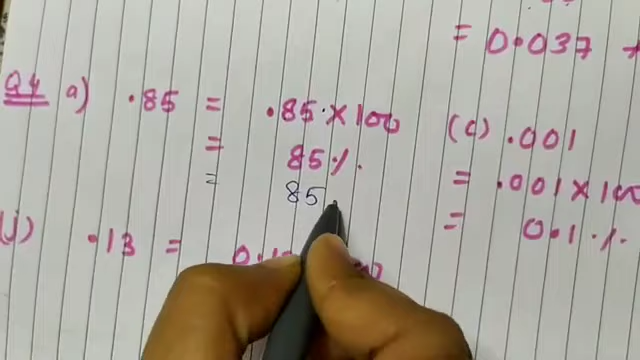 = 0.037
Q4 a) .85 = .85 × 100
= 85%.
= 85
(c) .001
= .001 × 100
= 0.1%.
(j) .13 =